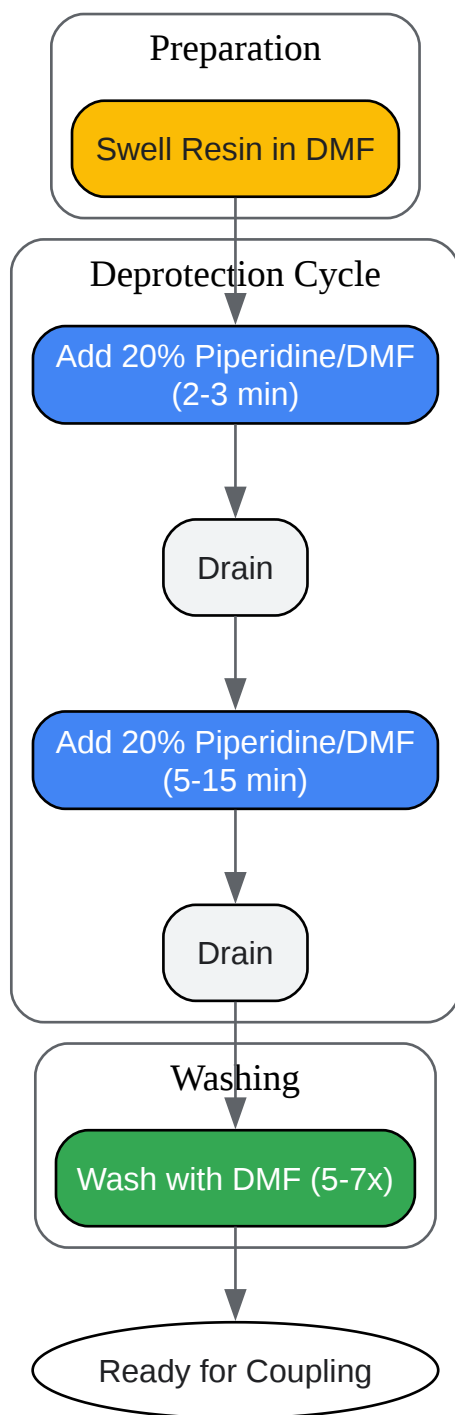 Preparation
Swell Resin in DMF
Deprotection Cycle
Add 20% Piperidine/DMF
(2-3 min)
Drain
Add 20% Piperidine/DMF
(5-15 min)
Drain
Washing
Wash with DMF (5-7x)
Ready for Coupling